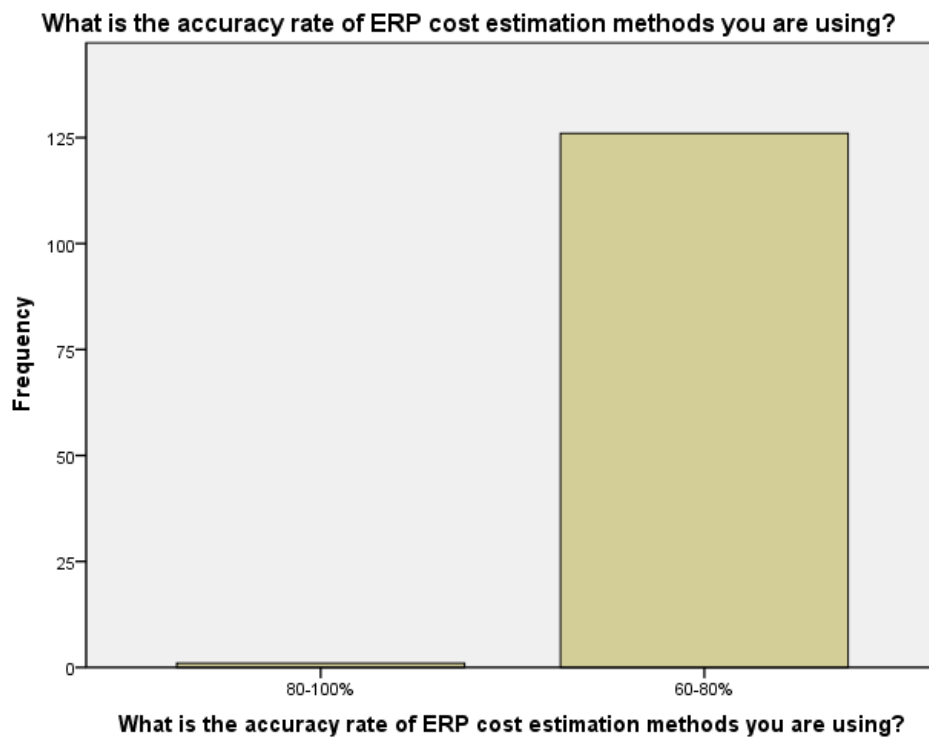 What is the accuracy rate of ERP cost estimation methods you are using?
125
100
75
50
25
0
Frequency
80-100%
60-80%
What is the accuracy rate of ERP cost estimation methods you are using?